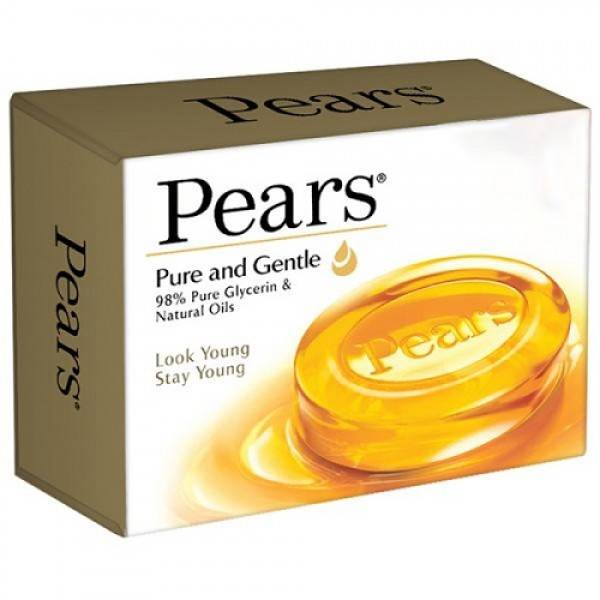 Pears®
Pears®
Pears®
Pure and Gentle
98% Pure Glycerin &
Natural Oils
Look Young
Stay Young
Pears